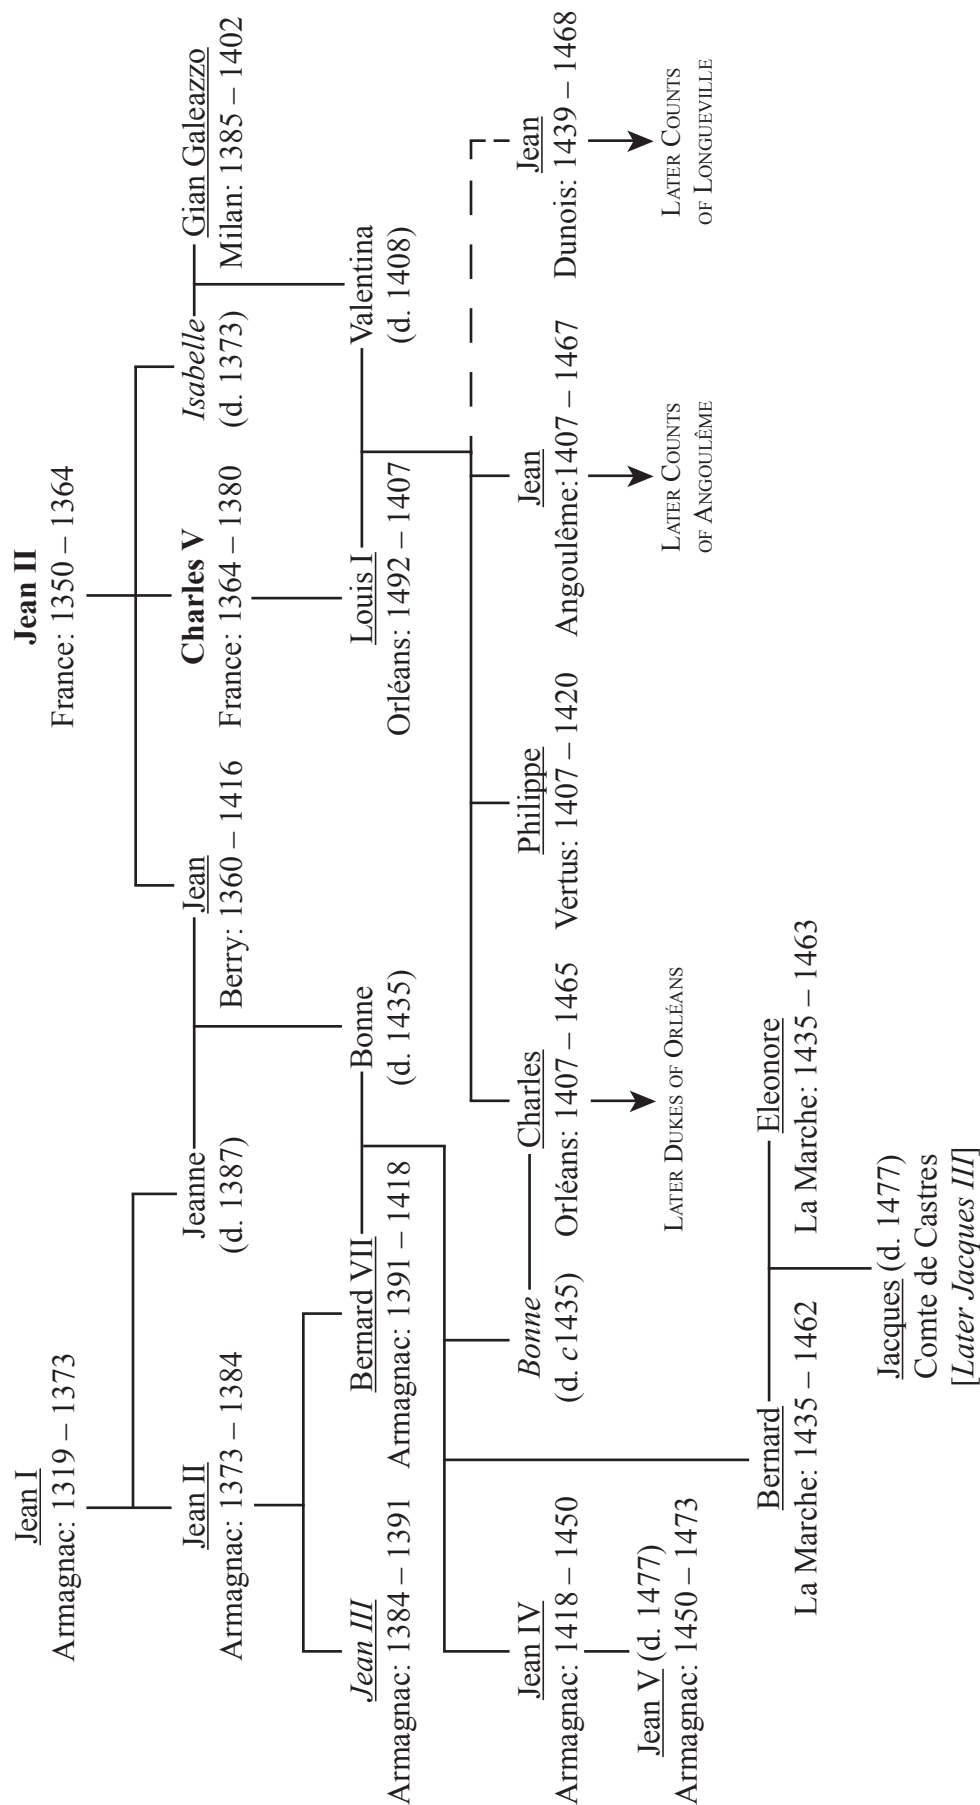 Jean I
Armagnac: 1319 – 1373
Jean II
France: 1350 – 1364
Jean II
Armagnac: 1373 – 1384
Jeanne
(d. 1387)
Jean
Berry: 1360 – 1416
Charles V
France: 1364 – 1380
Isabelle
(d. 1373)
Gian Galeazzo
Milan: 1385 – 1402
Jean III
Armagnac: 1384 – 1391
Bernard VII
Armagnac: 1391 – 1418
Bonne
(d. 1435)
Louis I
Orléans: 1492 – 1407
Valentina
(d. 1408)
Jean IV
Armagnac: 1418 – 1450
Bonne
(d. c1435)
Charles
Orléans: 1407 – 1465
Philippe
Vertus: 1407 – 1420
Jean
Angoulême:1407 – 1467
Jean
Dunois: 1439 – 1468
Jean V (d. 1477)
Armagnac: 1450 – 1473
LATER DUKES OF ORLÉANS
LATER COUNTS
OF ANGOULÊME
LATER COUNTS
OF LONGUEVILLE
Bernard
La Marche: 1435 – 1462
Eleonore
La Marche: 1435 – 1463
Jacques (d. 1477)
Comte de Castres
[Later Jacques III]